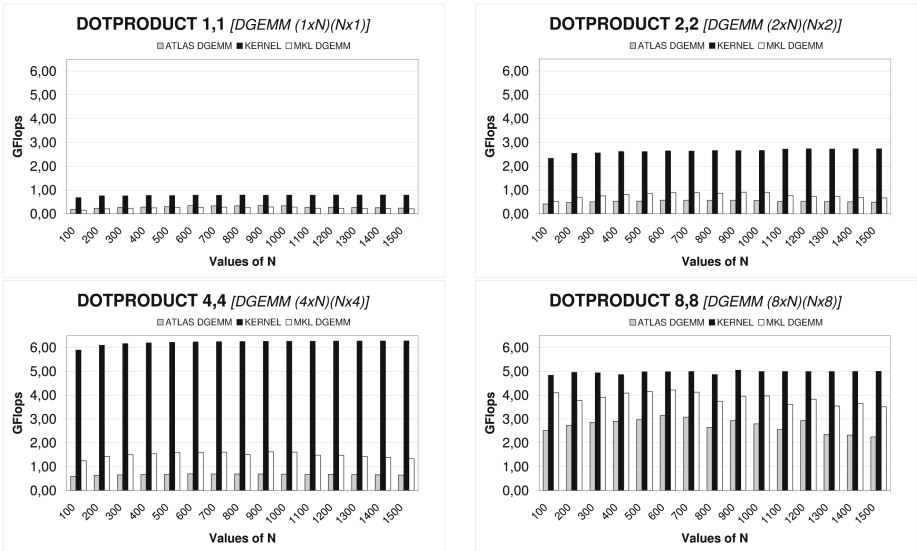 DOTPRODUCT 1,1 [DGEMM (1xN)(Nx1)]
ATLAS DGEMM KERNEL MKL DGEMM
6,00
5,00
4,00
3,00
2,00
1,00
0,00
GFlops
100 200 300 400 500 600 700 800 900 1000 1100 1200 1300 1400 1500
Values of N
DOTPRODUCT 2,2 [DGEMM (2xN)(Nx2)]
ATLAS DGEMM KERNEL MKL DGEMM
6,00
5,00
4,00
3,00
2,00
1,00
0,00
GFlops
100 200 300 400 500 600 700 800 900 1000 1100 1200 1300 1400 1500
Values of N
DOTPRODUCT 4,4 [DGEMM (4xN)(Nx4)]
ATLAS DGEMM KERNEL MKL DGEMM
6,00
5,00
4,00
3,00
2,00
1,00
0,00
GFlops
100 200 300 400 500 600 700 800 900 1000 1100 1200 1300 1400 1500
Values of N
DOTPRODUCT 8,8 [DGEMM (8xN)(Nx8)]
ATLAS DGEMM KERNEL MKL DGEMM
6,00
5,00
4,00
3,00
2,00
1,00
0,00
GFlops
100 200 300 400 500 600 700 800 900 1000 1100 1200 1300 1400 1500
Values of N